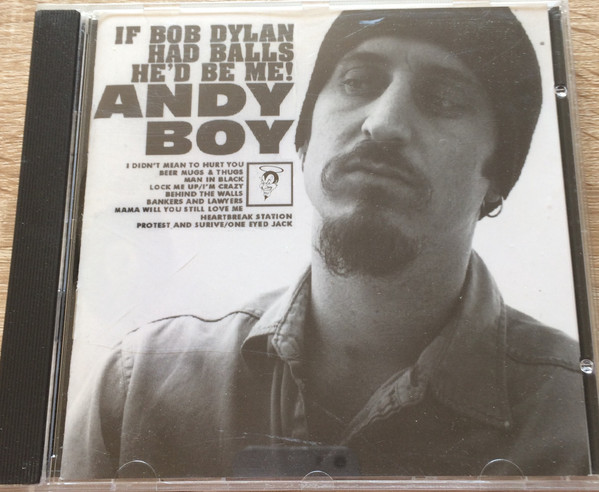 IF BOB DYLAN
HAD BALLS
HE'D BE ME!
ANDY
BOY
I DIDN'T MEAN TO HURT YOU
BEER MUGS & THUGS
MAN IN BLACK
LOCK ME UP/I'M CRAZY
BEHIND THE WALLS
BANKERS AND LAWYERS
MAMA WILL YOU STILL LOVE ME
HEARTBREAK STATION
PROTEST AND SURIVE/ONE EYED JACK